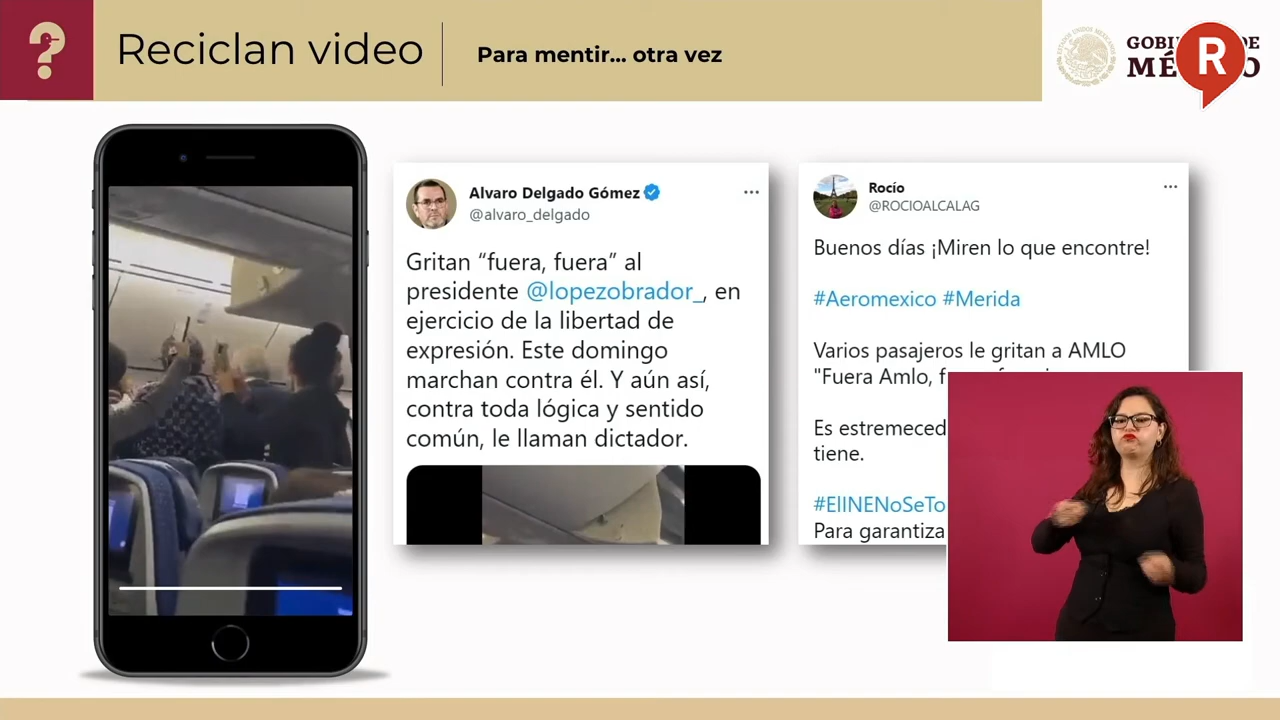 Reciclan video
Para mentir... otra vez
R
Alvaro Delgado Gómez
@alvaro_delgado
Gritan “fuera, fuera” al
presidente @lopezobrador_, en
ejercicio de la libertad de
expresión. Este domingo
marchan contra él. Y aún así,
contra toda lógica y sentido
común, le llaman dictador.
Rocío
@ROCIOALCALAG
Buenos días ¡Miren lo que encontre!
#Aeromexico #Merida
Varios pasajeros le gritan a AMLO
"Fuera Amlo,
Es
tiene.
Para